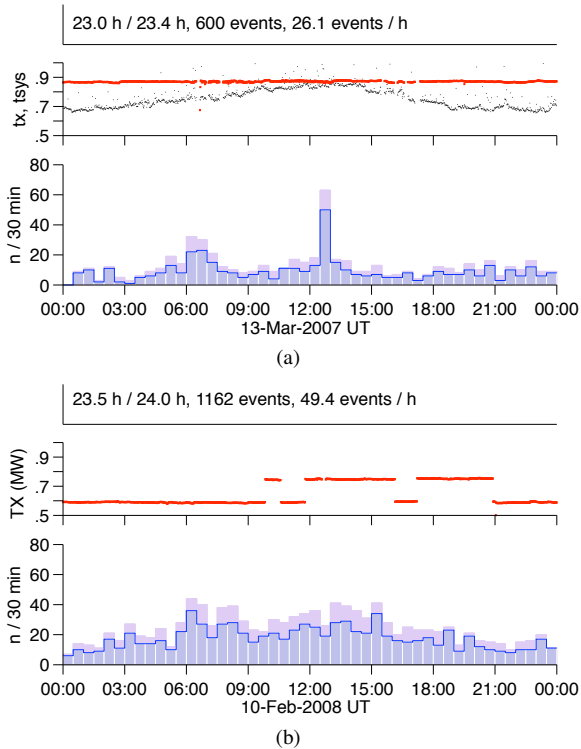 23.0 h / 23.4 h, 600 events, 26.1 events / h
tx, tsys
.9
.7
.5
n / 30 min
80
60
40
20
0
00:00 03:00 06:00 09:00 12:00 15:00 18:00 21:00 00:00
13-Mar-2007 UT
(a)
23.5 h / 24.0 h, 1162 events, 49.4 events / h
TX (MW)
.9
.7
.5
n / 30 min
80
60
40
20
0
00:00 03:00 06:00 09:00 12:00 15:00 18:00 21:00 00:00
10-Feb-2008 UT
(b)